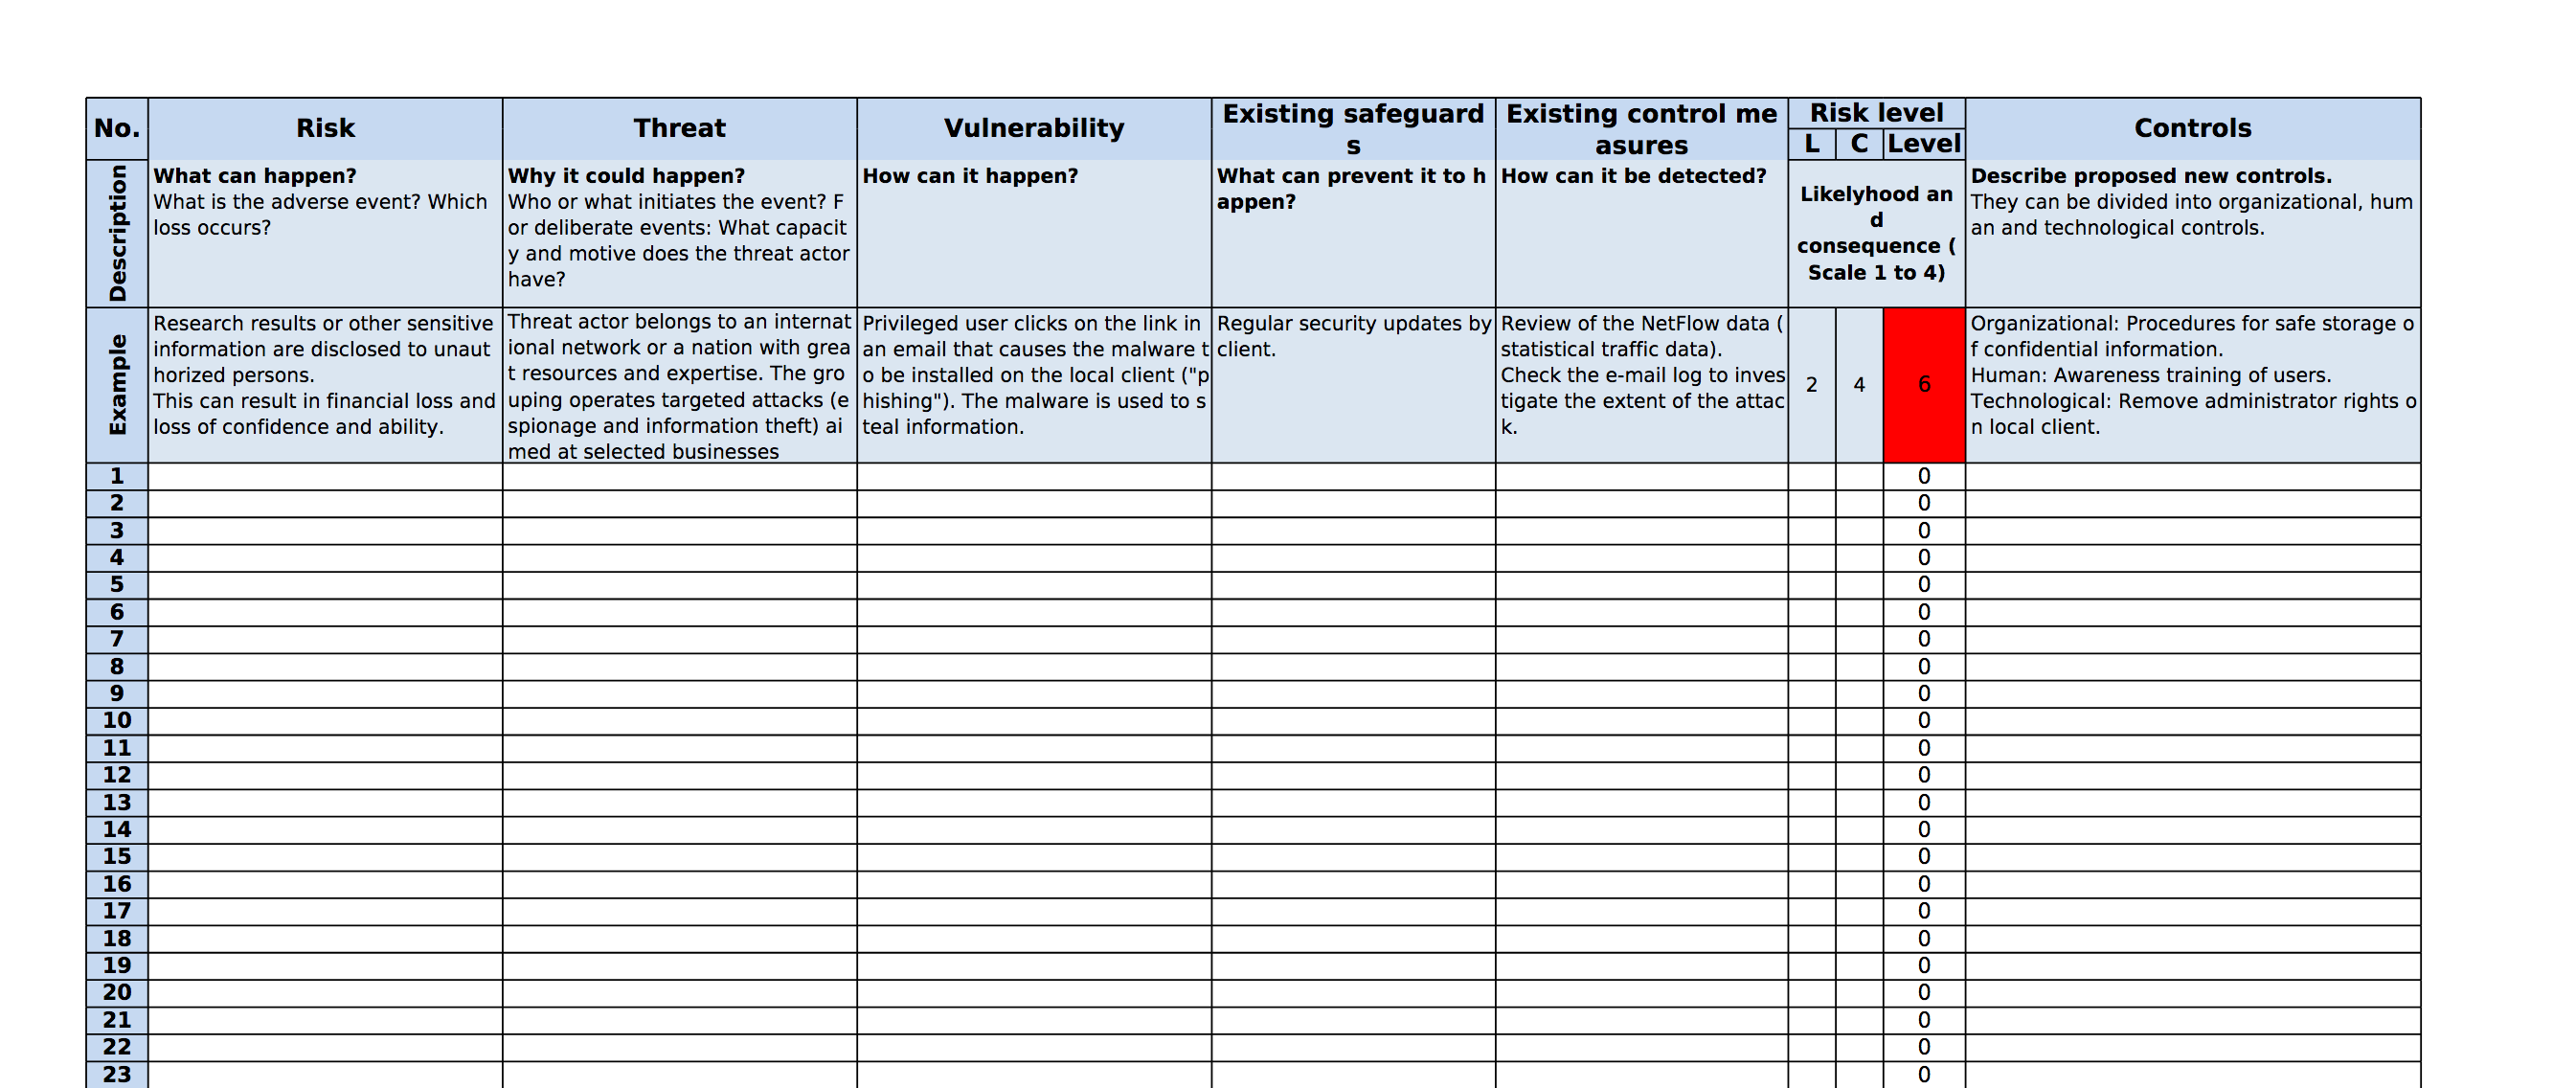 No.
Risk
Threat
Vulnerability
Existing safeguard
s
Existing control me
asures
Risk level
L C Level
Controls
Description
What can happen?
What is the adverse event? Which
loss occurs?
Why it could happen?
Who or what initiates the event? F
or deliberate events: What capacit
y and motive does the threat actor
have?
How can it happen?
What can prevent it to h
appen?
How can it be detected?
Likelyhood an
d
consequence (
Scale 1 to 4)
Describe proposed new controls.
They can be divided into organizational, hum
an and technological controls.
Example
Research results or other sensitive
information are disclosed to unaut
horized persons.
This can result in financial loss and
loss of confidence and ability.
Threat actor belongs to an internat
ional network or a nation with grea
t resources and expertise. The gro
uping operates targeted attacks (e
spionage and information theft) ai
med at selected businesses
Privileged user clicks on the link in
an email that causes the malware t
o be installed on the local client ("p
hishing"). The malware is used to s
teal information.
Regular security updates by
client.
Review of the NetFlow data (
statistical traffic data).
Check the e-mail log to inves
tigate the extent of the attac
k.
2 4 6
Organizational: Procedures for safe storage o
f confidential information.
Human: Awareness training of users.
Technological: Remove administrator rights o
n local client.
1 0
2 0
3 0
4 0
5 0
6 0
7 0
8 0
9 0
10 0
11 0
12 0
13 0
14 0
15 0
16 0
17 0
18 0
19 0
20 0
21 0
22 0
23 0